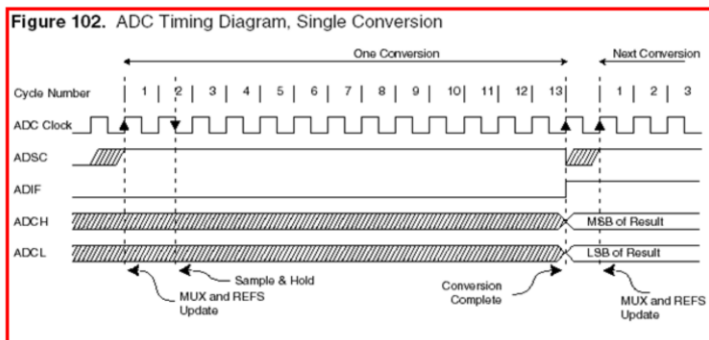 Figure 102. ADC Timing Diagram, Single Conversion
One Conversion
Next Conversion
Cycle Number 1 2 3 4 5 6 7 8 9 10 11 12 13 1 2 3
ADC Clock
ADSC
ADIF
ADCH
MSB of Result
ADCL
LSB of Result
Sample & Hold
MUX and REFS
Update
Conversion
Complete
MUX and REFS
Update